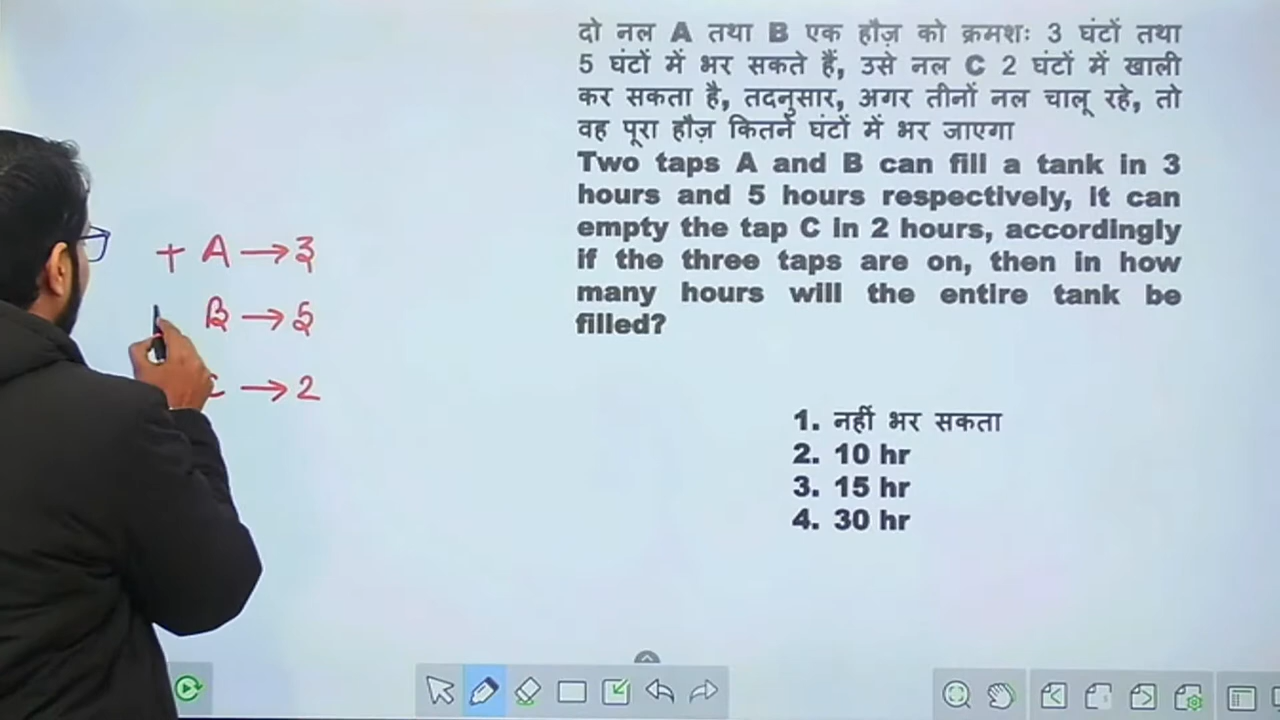 दो नल A तथा B एक हौज़ को क्रमशः 3 घंटों तथा
5 घंटों में भर सकते हैं, उसे नल C 2 घंटों में खाली
कर सकता है, तदनुसार, अगर तीनों नल चालू रहे, तो
वह पूरा हौज़ कितने घंटों में भर जाएगा
Two taps A and B can fill a tank in 3
hours and 5 hours respectively, it can
empty the tap C in 2 hours, accordingly
if the three taps are on, then in how
many hours will the entire tank be
filled?
+ A → 3
B → 5
C → 2
1. नहीं भर सकता
2. 10 hr
3. 15 hr
4. 30 hr